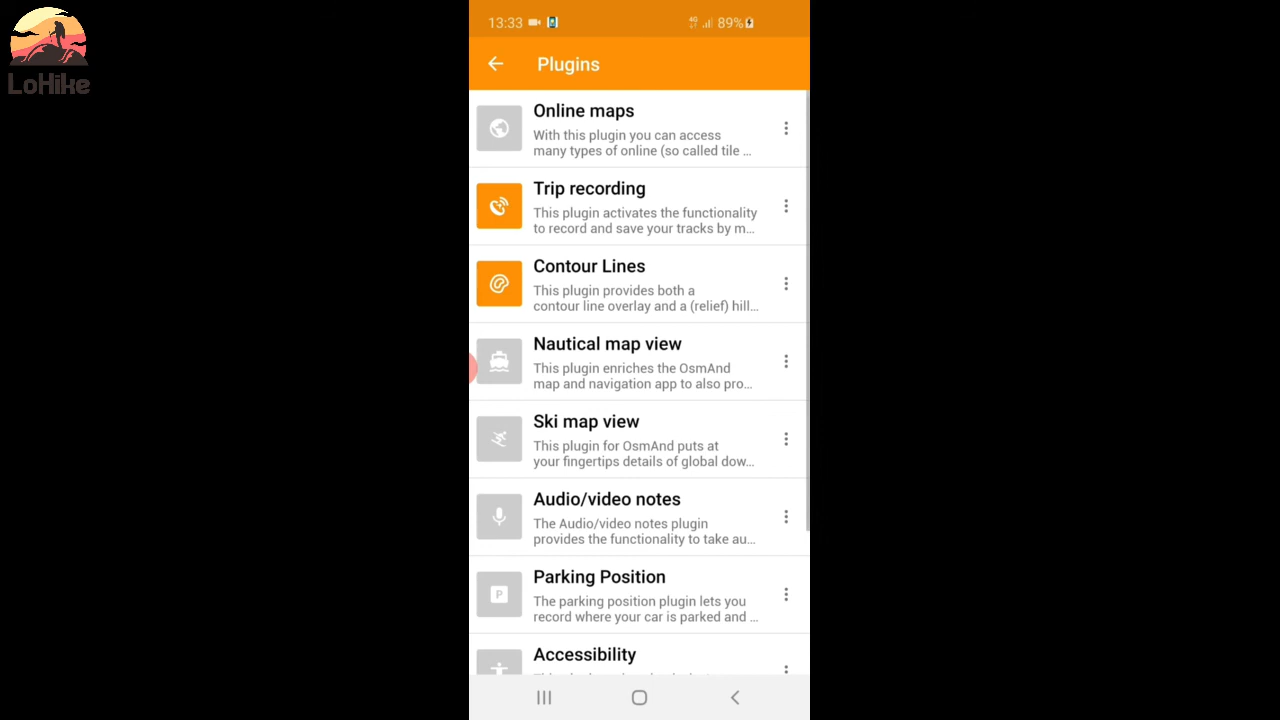 LoHike
13:33
4G
89%
Plugins
Online maps
With this plugin you can access
many types of online (so called tile ...
Trip recording
This plugin activates the functionality
to record and save your tracks by m...
Contour Lines
This plugin provides both a
contour line overlay and a (relief) hill...
Nautical map view
This plugin enriches the OsmAnd
map and navigation app to also pro...
Ski map view
This plugin for OsmAnd puts at
your fingertips details of global dow...
Audio/video notes
The Audio/video notes plugin
provides the functionality to take au...
P
Parking Position
The parking position plugin lets you
record where your car is parked and ...
Accessibility